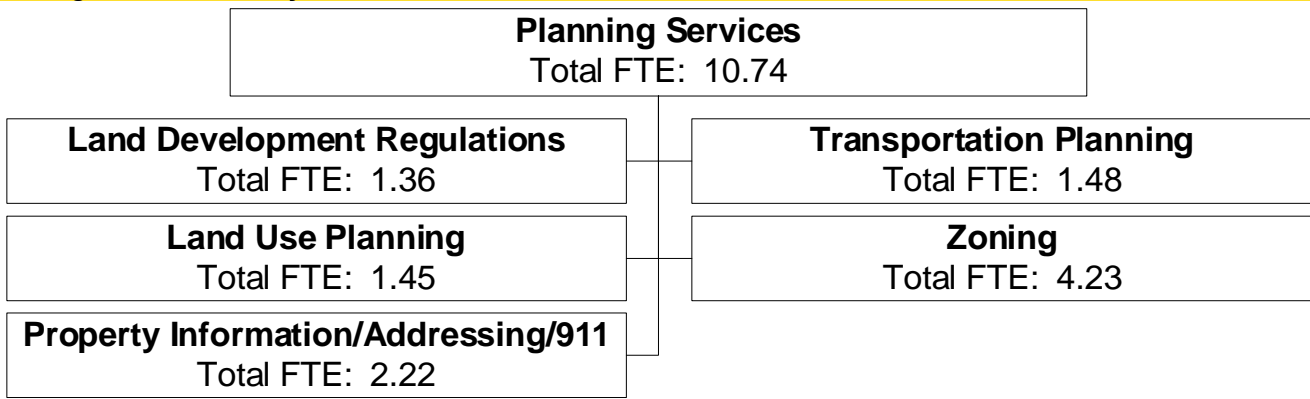 Planning Services
Total FTE: 10.74
Land Development Regulations
Total FTE: 1.36
Transportation Planning
Total FTE: 1.48
Land Use Planning
Total FTE: 1.45
Zoning
Total FTE: 4.23
Property Information/Addressing/911
Total FTE: 2.22